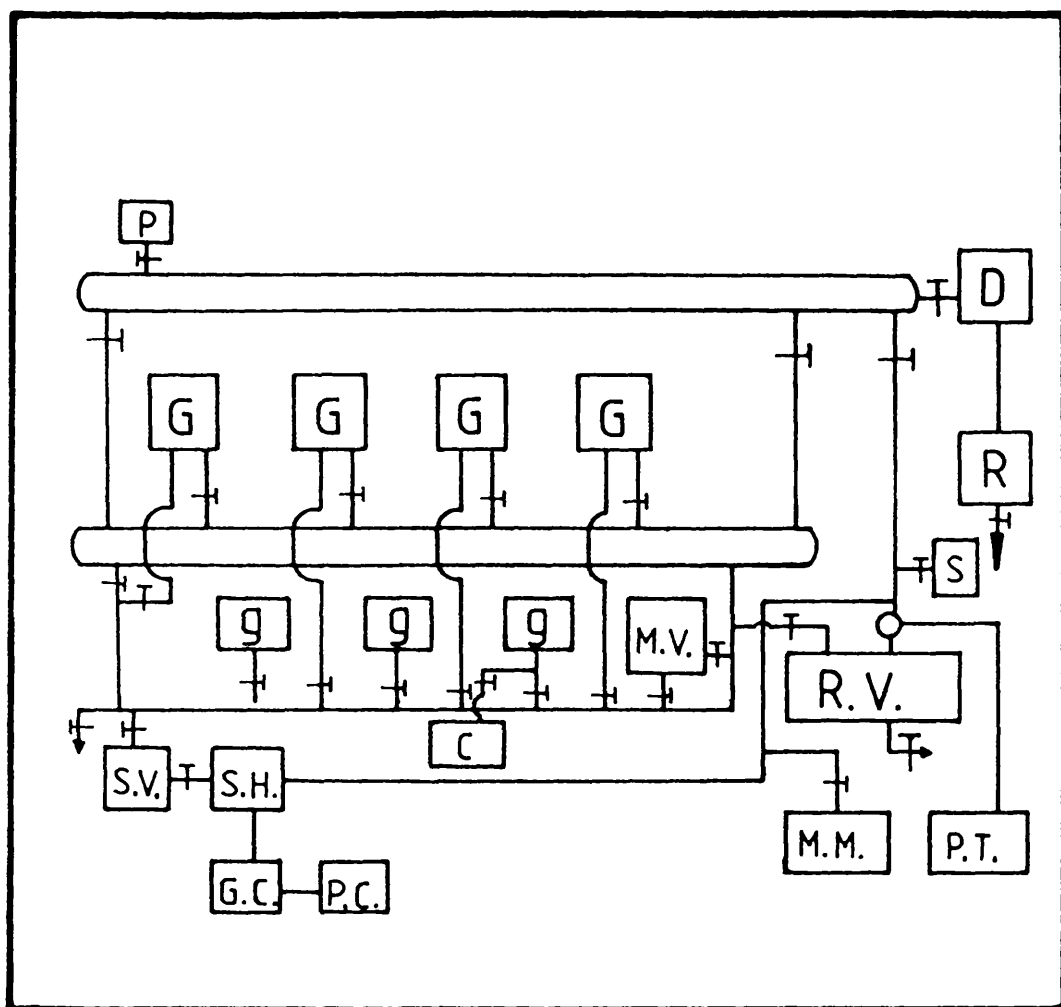 P
D
G G G G
R
S
g g g M.V.
R.V.
C
S.V. S.H.
M.M. P.T.
G.C. P.C.